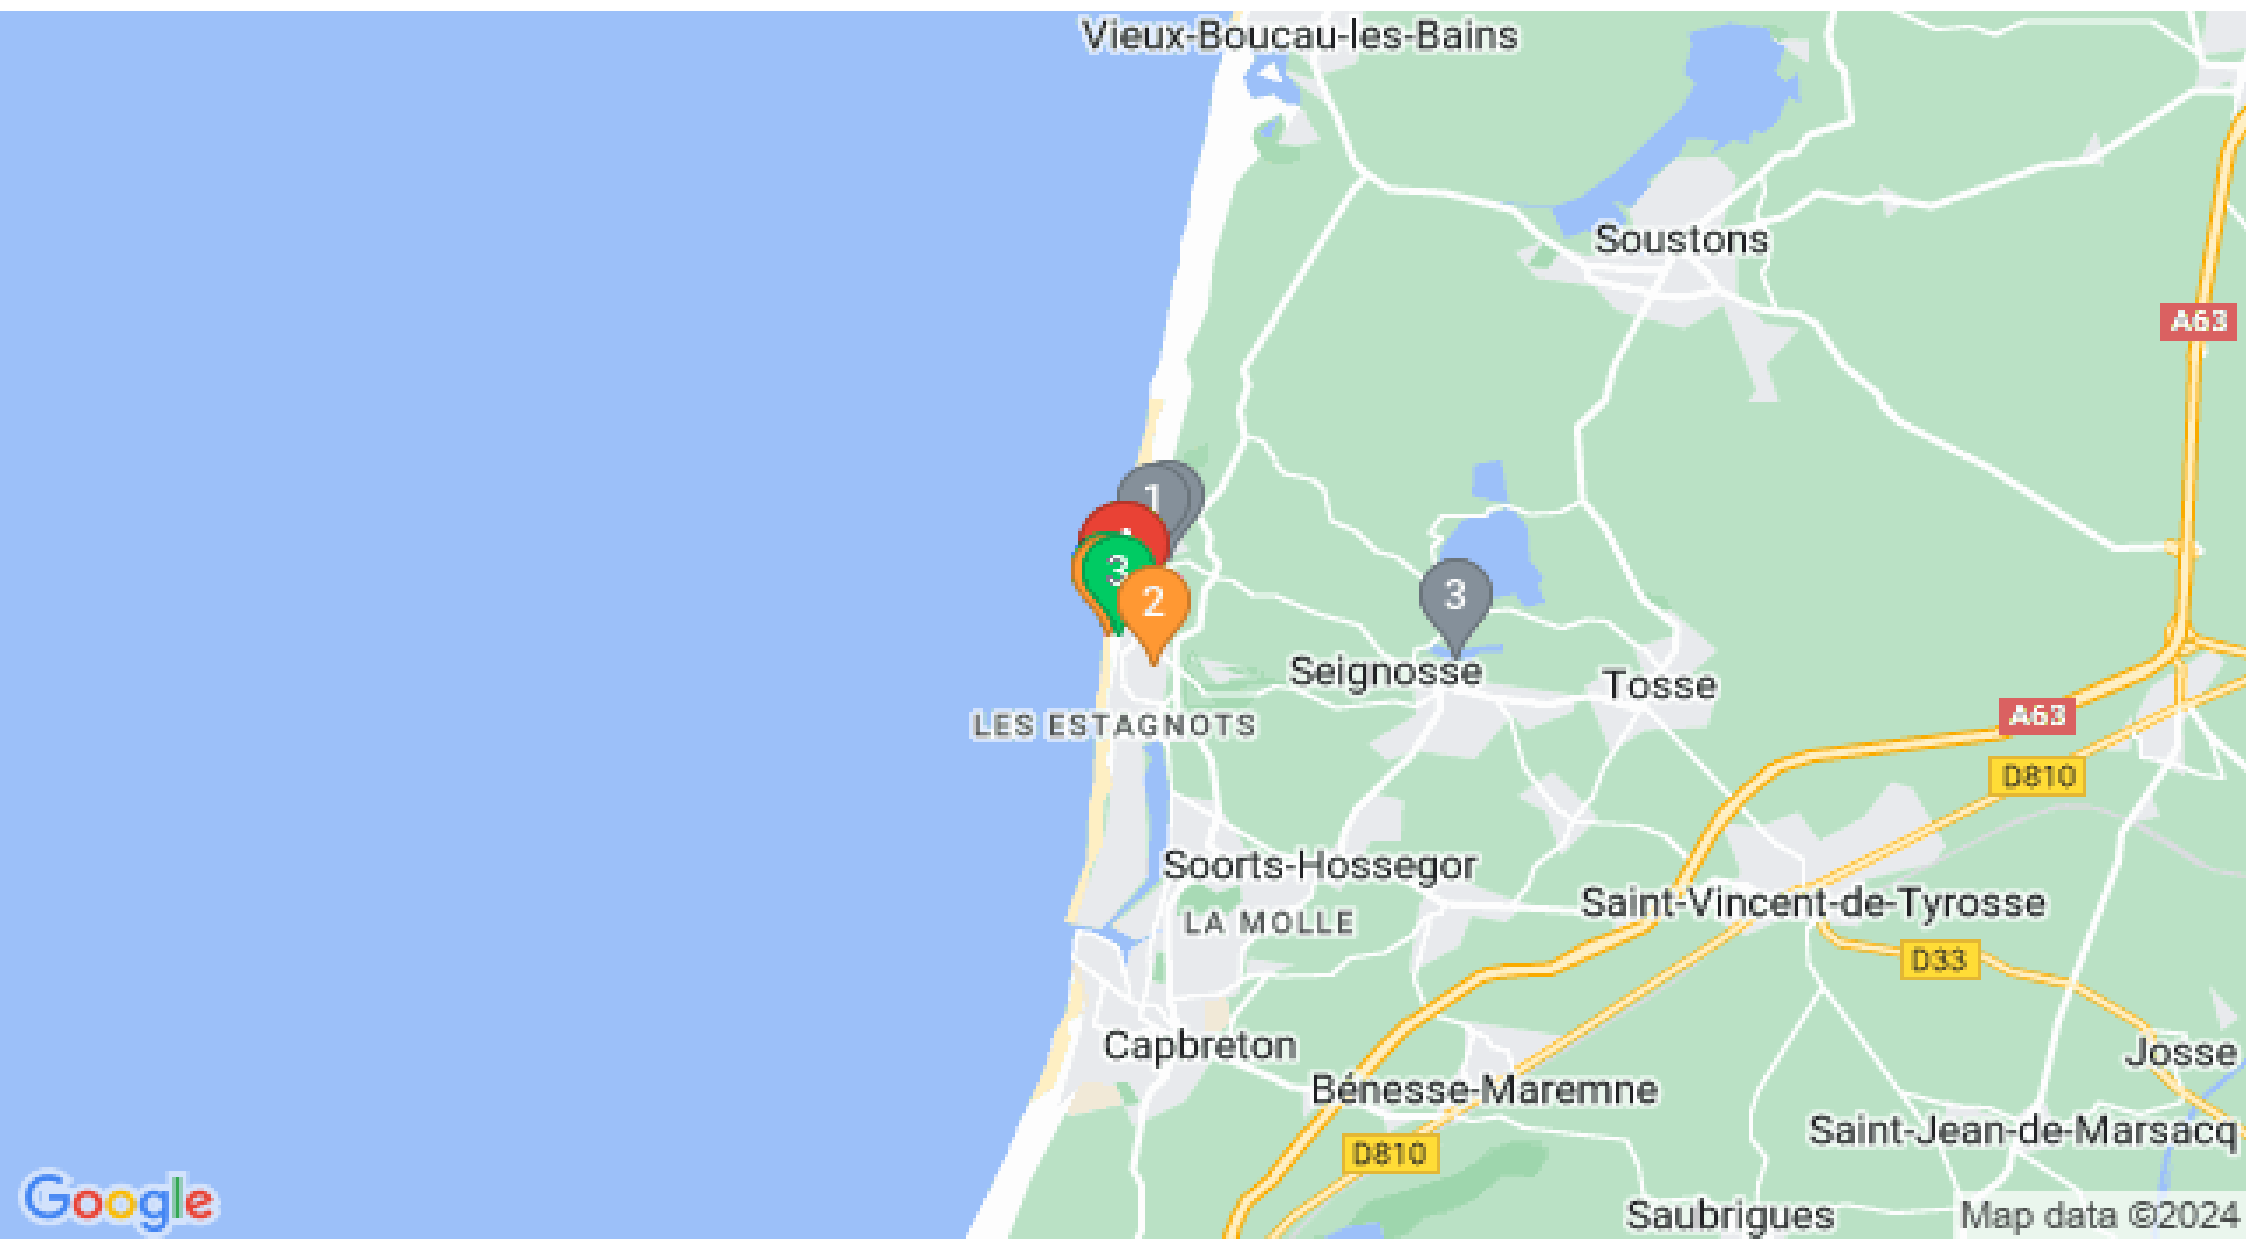 Vieux-Boucau-les-Bains
Soustons
A63
1
3
2
3
Seignosse
Tosse
LES ESTAGNOTS
A63
D810
Soorts-Hossegor
LA MOLLE
Saint-Vincent-de-Tyrosse
D33
Capbreton
Josse
Bénesse-Maremne
Saint-Jean-de-Marsacq
D810
Google
Saubrigues
Map data ©2024